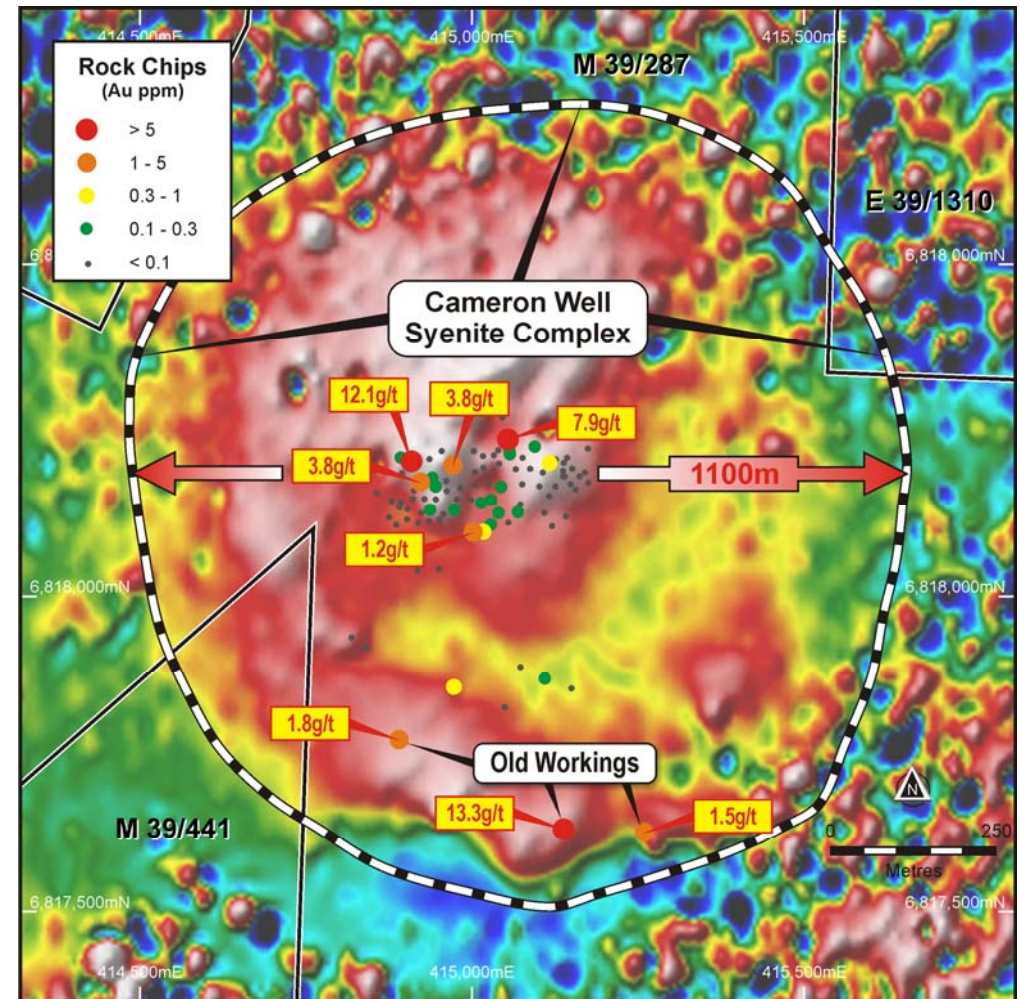 414,500mE
415,000mE
415,500mE
M 39/287
Rock Chips
(Au ppm)
> 5
1 - 5
0.3 - 1
0.1 - 0.3
< 0.1
E 39/1310
6,8
6,818,000mN
Cameron Well
Syenite Complex
12.1g/t
3.8g/t
7.9g/t
3.8g/t
1100m
1.2g/t
6,818,000mN
6,818,000mN
1.8g/t
Old Workings
N
13.3g/t
1.5g/t
M 39/441
0
250
Metres
6,817,500mN
6,817,500mN
414,500mE
415,000mE
415,500mE